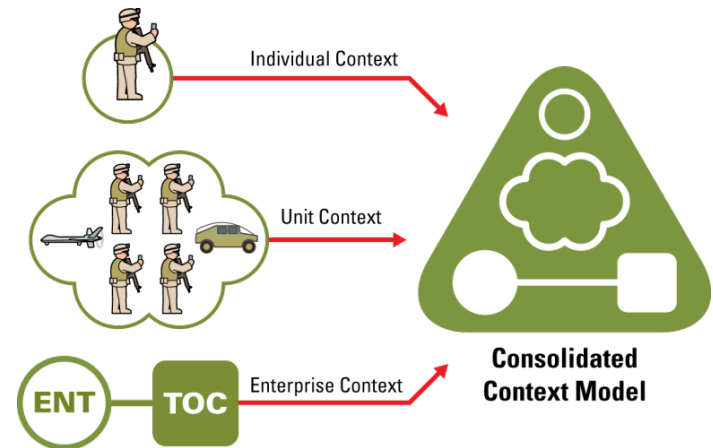 Individual Context
Unit Context
ENT
TOC
Enterprise Context
Consolidated
Context Model